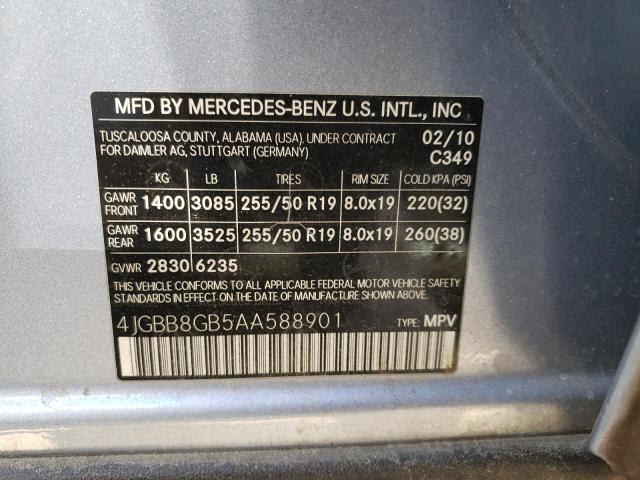 MFD BY MERCEDES-BENZ U.S. INTL., INC
TUSCALOOSA COUNTY, ALABAMA (USA). UNDER CONTRACT 02/10
FOR DAIMLER AG, STUTTGART (GERMANY) C349
KG LB TIRES RIM SIZE COLD KPA (PSI)
GAWR FRONT 1400 3085 255/50 R19 8.0x19 220(32)
GAWR REAR 1600 3525 255/50 R19 8.0x19 260(38)
GVWR 2830 6235
THIS VEHICLE CONFORMS TO ALL APPLICABLE FEDERAL MOTOR VEHICLE SAFETY
STANDARDS IN EFFECT ON THE DATE OF MANUFACTURE SHOWN ABOVE.
4JGBB8GB5AA588901 TYPE: MPV